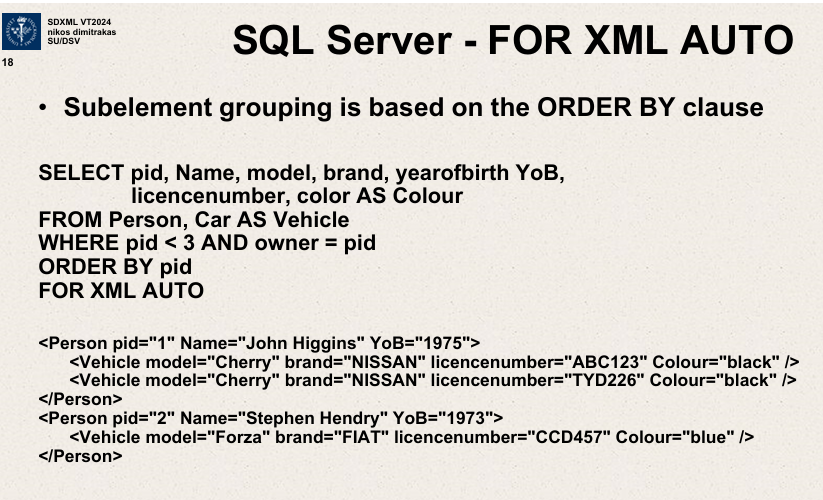 SDXML VT2024
nikos dimitrakas
SU/DSV
18
SQL Server - FOR XML AUTO
• Subelement grouping is based on the ORDER BY clause
SELECT pid, Name, model, brand, yearofbirth YoB,
licencenumber, color AS Colour
FROM Person, Car AS Vehicle
WHERE pid < 3 AND owner = pid
ORDER BY pid
FOR XML AUTO
<Person pid="1" Name="John Higgins" YoB="1975">
<Vehicle model="Cherry" brand="NISSAN" licencenumber="ABC123" Colour="black" />
<Vehicle model="Cherry" brand="NISSAN" licencenumber="TYD226" Colour="black" />
</Person>
<Person pid="2" Name="Stephen Hendry" YoB="1973">
<Vehicle model="Forza" brand="FIAT" licencenumber="CCD457" Colour="blue" />
</Person>